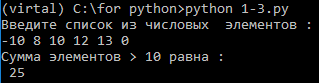 (virtal) C:\for python>python 1-3.py
Введите список из числовых  элементов :
-10 8 10 12 13 0
Сумма элементов > 10 равна :
 25